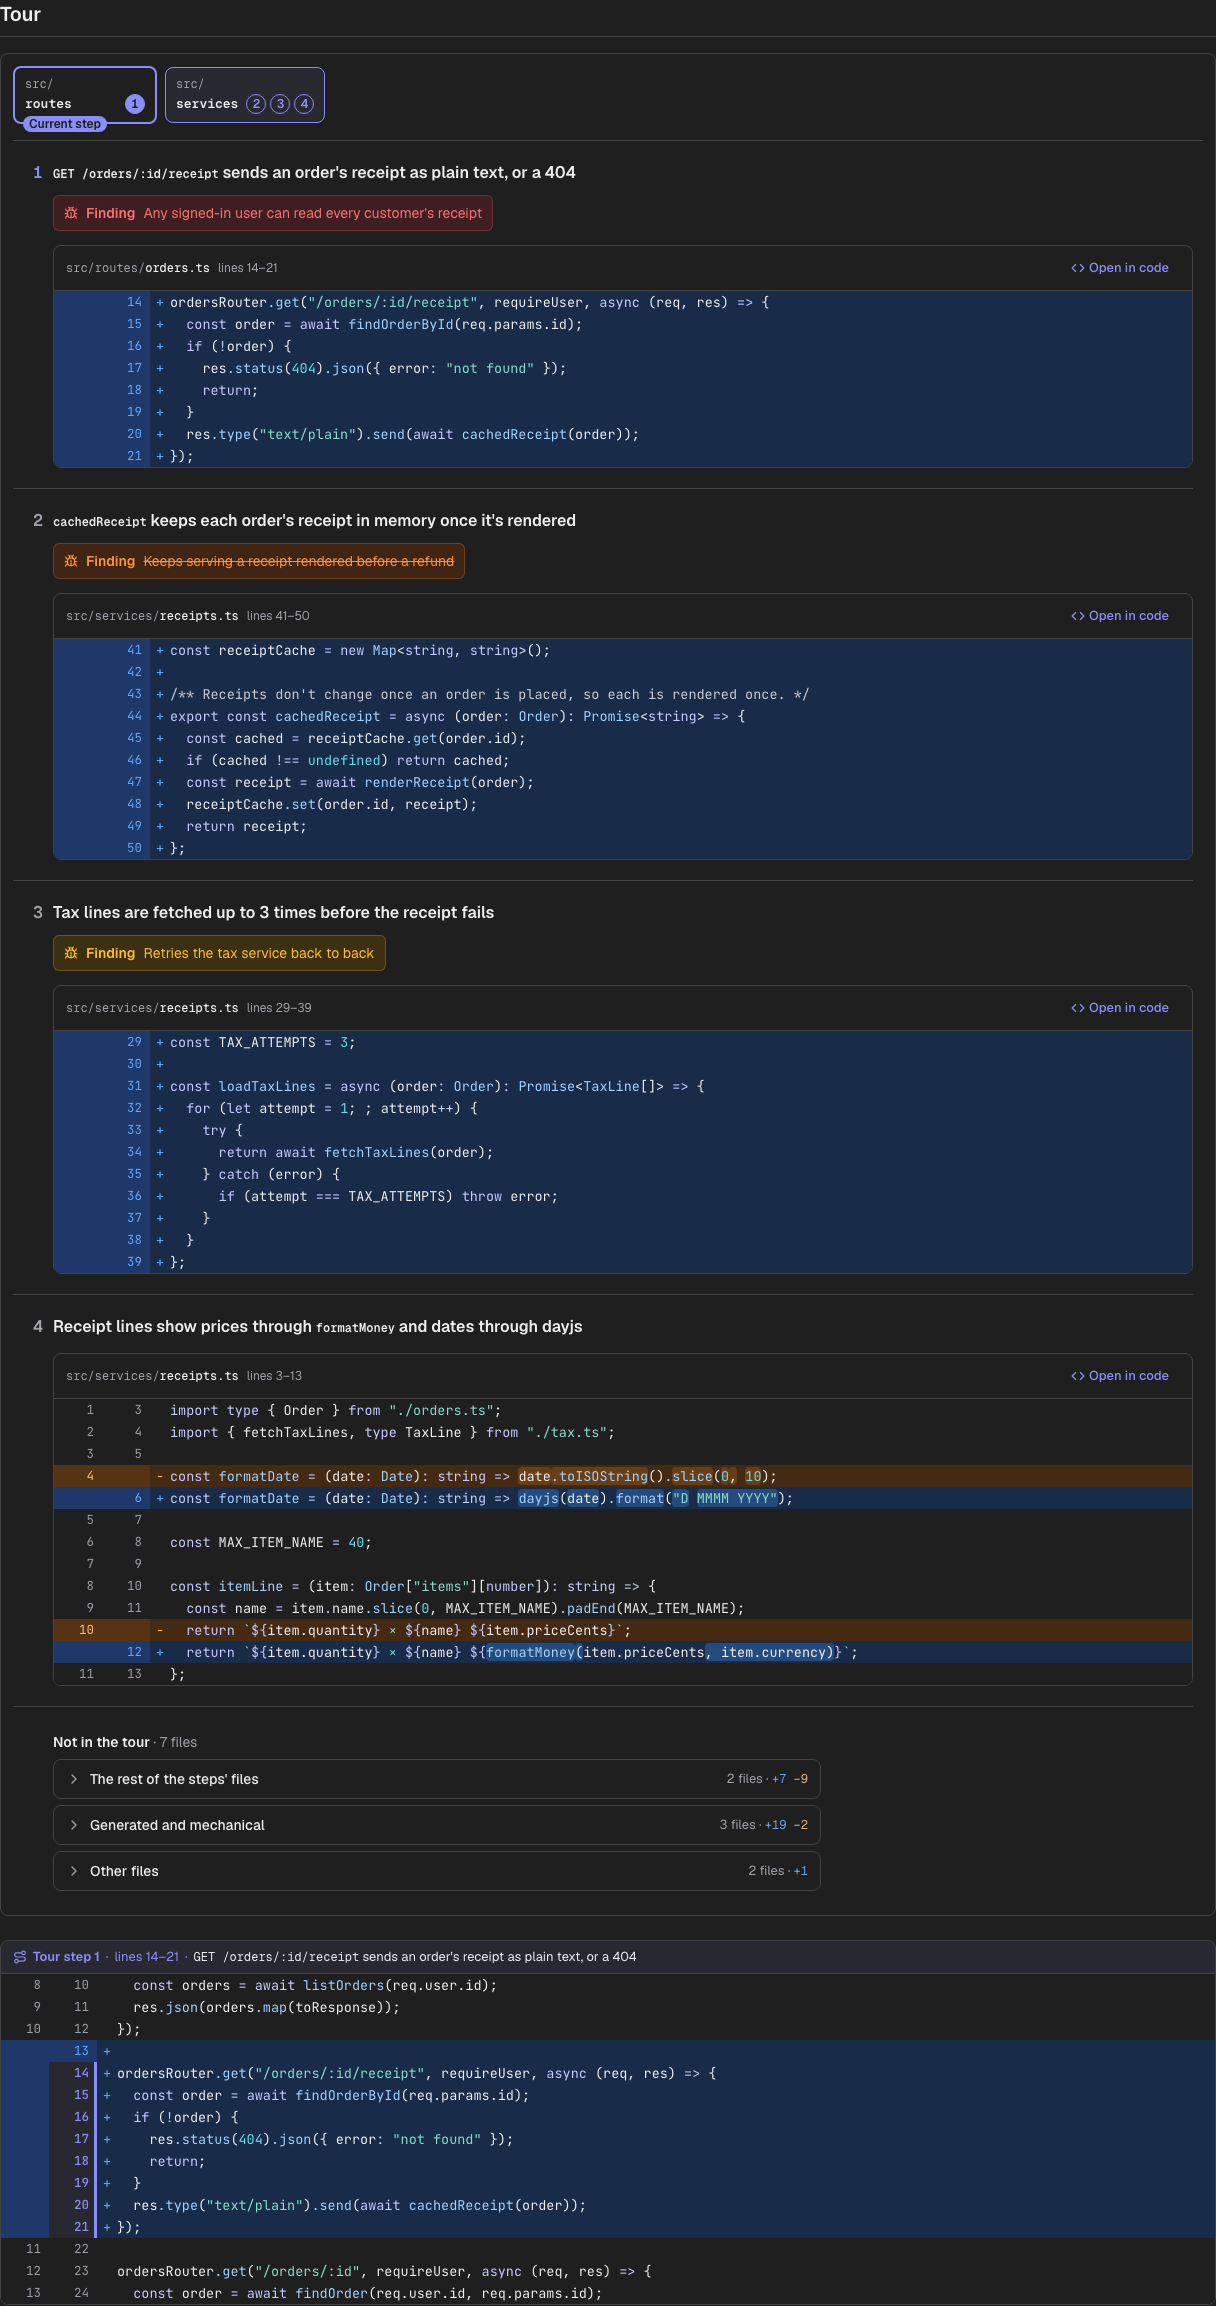 Tour
src/
routes 1
Current step
src/
services 2 3 4
1 GET /orders/:id/receipt sends an order's receipt as plain text, or a 404
Finding Any signed-in user can read every customer's receipt
src/routes/orders.ts lines 14–21 <> Open in code
14 + ordersRouter.get("/orders/:id/receipt", requireUser, async (req, res) => {
15 +   const order = await findOrderById(req.params.id);
16 +   if (!order) {
17 +     res.status(404).json({ error: "not found" });
18 +     return;
19 +   }
20 +   res.type("text/plain").send(await cachedReceipt(order));
21 + });
2 cachedReceipt keeps each order's receipt in memory once it's rendered
Finding Keeps serving a receipt rendered before a refund
src/services/receipts.ts lines 41–50 <> Open in code
41 + const receiptCache = new Map<string, string>();
42 +
43 + /** Receipts don't change once an order is placed, so each is rendered once. */
44 + export const cachedReceipt = async (order: Order): Promise<string> => {
45 +   const cached = receiptCache.get(order.id);
46 +   if (cached !== undefined) return cached;
47 +   const receipt = await renderReceipt(order);
48 +   receiptCache.set(order.id, receipt);
49 +   return receipt;
50 + };
3 Tax lines are fetched up to 3 times before the receipt fails
Finding Retries the tax service back to back
src/services/receipts.ts lines 29–39 <> Open in code
29 + const TAX_ATTEMPTS = 3;
30 +
31 + const loadTaxLines = async (order: Order): Promise<TaxLine[]> => {
32 +   for (let attempt = 1; ; attempt++) {
33 +     try {
34 +       return await fetchTaxLines(order);
35 +     } catch (error) {
36 +       if (attempt === TAX_ATTEMPTS) throw error;
37 +     }
38 +   }
39 + };
4 Receipt lines show prices through formatMoney and dates through dayjs
src/services/receipts.ts lines 3–13 <> Open in code
1 3 import type { Order } from "./orders.ts";
2 4 import { fetchTaxLines, type TaxLine } from "./tax.ts";
3 5
4 - const formatDate = (date: Date): string => date.toISOString().slice(0, 10);
6 + const formatDate = (date: Date): string => dayjs(date).format("D MMMM YYYY");
5 7
6 8 const MAX_ITEM_NAME = 40;
7 9
8 10 const itemLine = (item: Order["items"][number]): string => {
9 11   const name = item.name.slice(0, MAX_ITEM_NAME).padEnd(MAX_ITEM_NAME);
10 -   return `${item.quantity} × ${name} ${item.priceCents}`;
12 +   return `${item.quantity} × ${name} ${formatMoney(item.priceCents, item.currency)}`;
11 13 };
Not in the tour · 7 files
The rest of the steps' files 2 files · +7 −9
Generated and mechanical 3 files · +19 −2
Other files 2 files · +1
Tour step 1 · lines 14–21 · GET /orders/:id/receipt sends an order's receipt as plain text, or a 404
8 10   const orders = await listOrders(req.user.id);
9 11   res.json(orders.map(toResponse));
10 12 });
13 +
14 + ordersRouter.get("/orders/:id/receipt", requireUser, async (req, res) => {
15 +   const order = await findOrderById(req.params.id);
16 +   if (!order) {
17 +     res.status(404).json({ error: "not found" });
18 +     return;
19 +   }
20 +   res.type("text/plain").send(await cachedReceipt(order));
21 + });
11 22
12 23 ordersRouter.get("/orders/:id", requireUser, async (req, res) => {
13 24   const order = await findOrder(req.user.id, req.params.id);